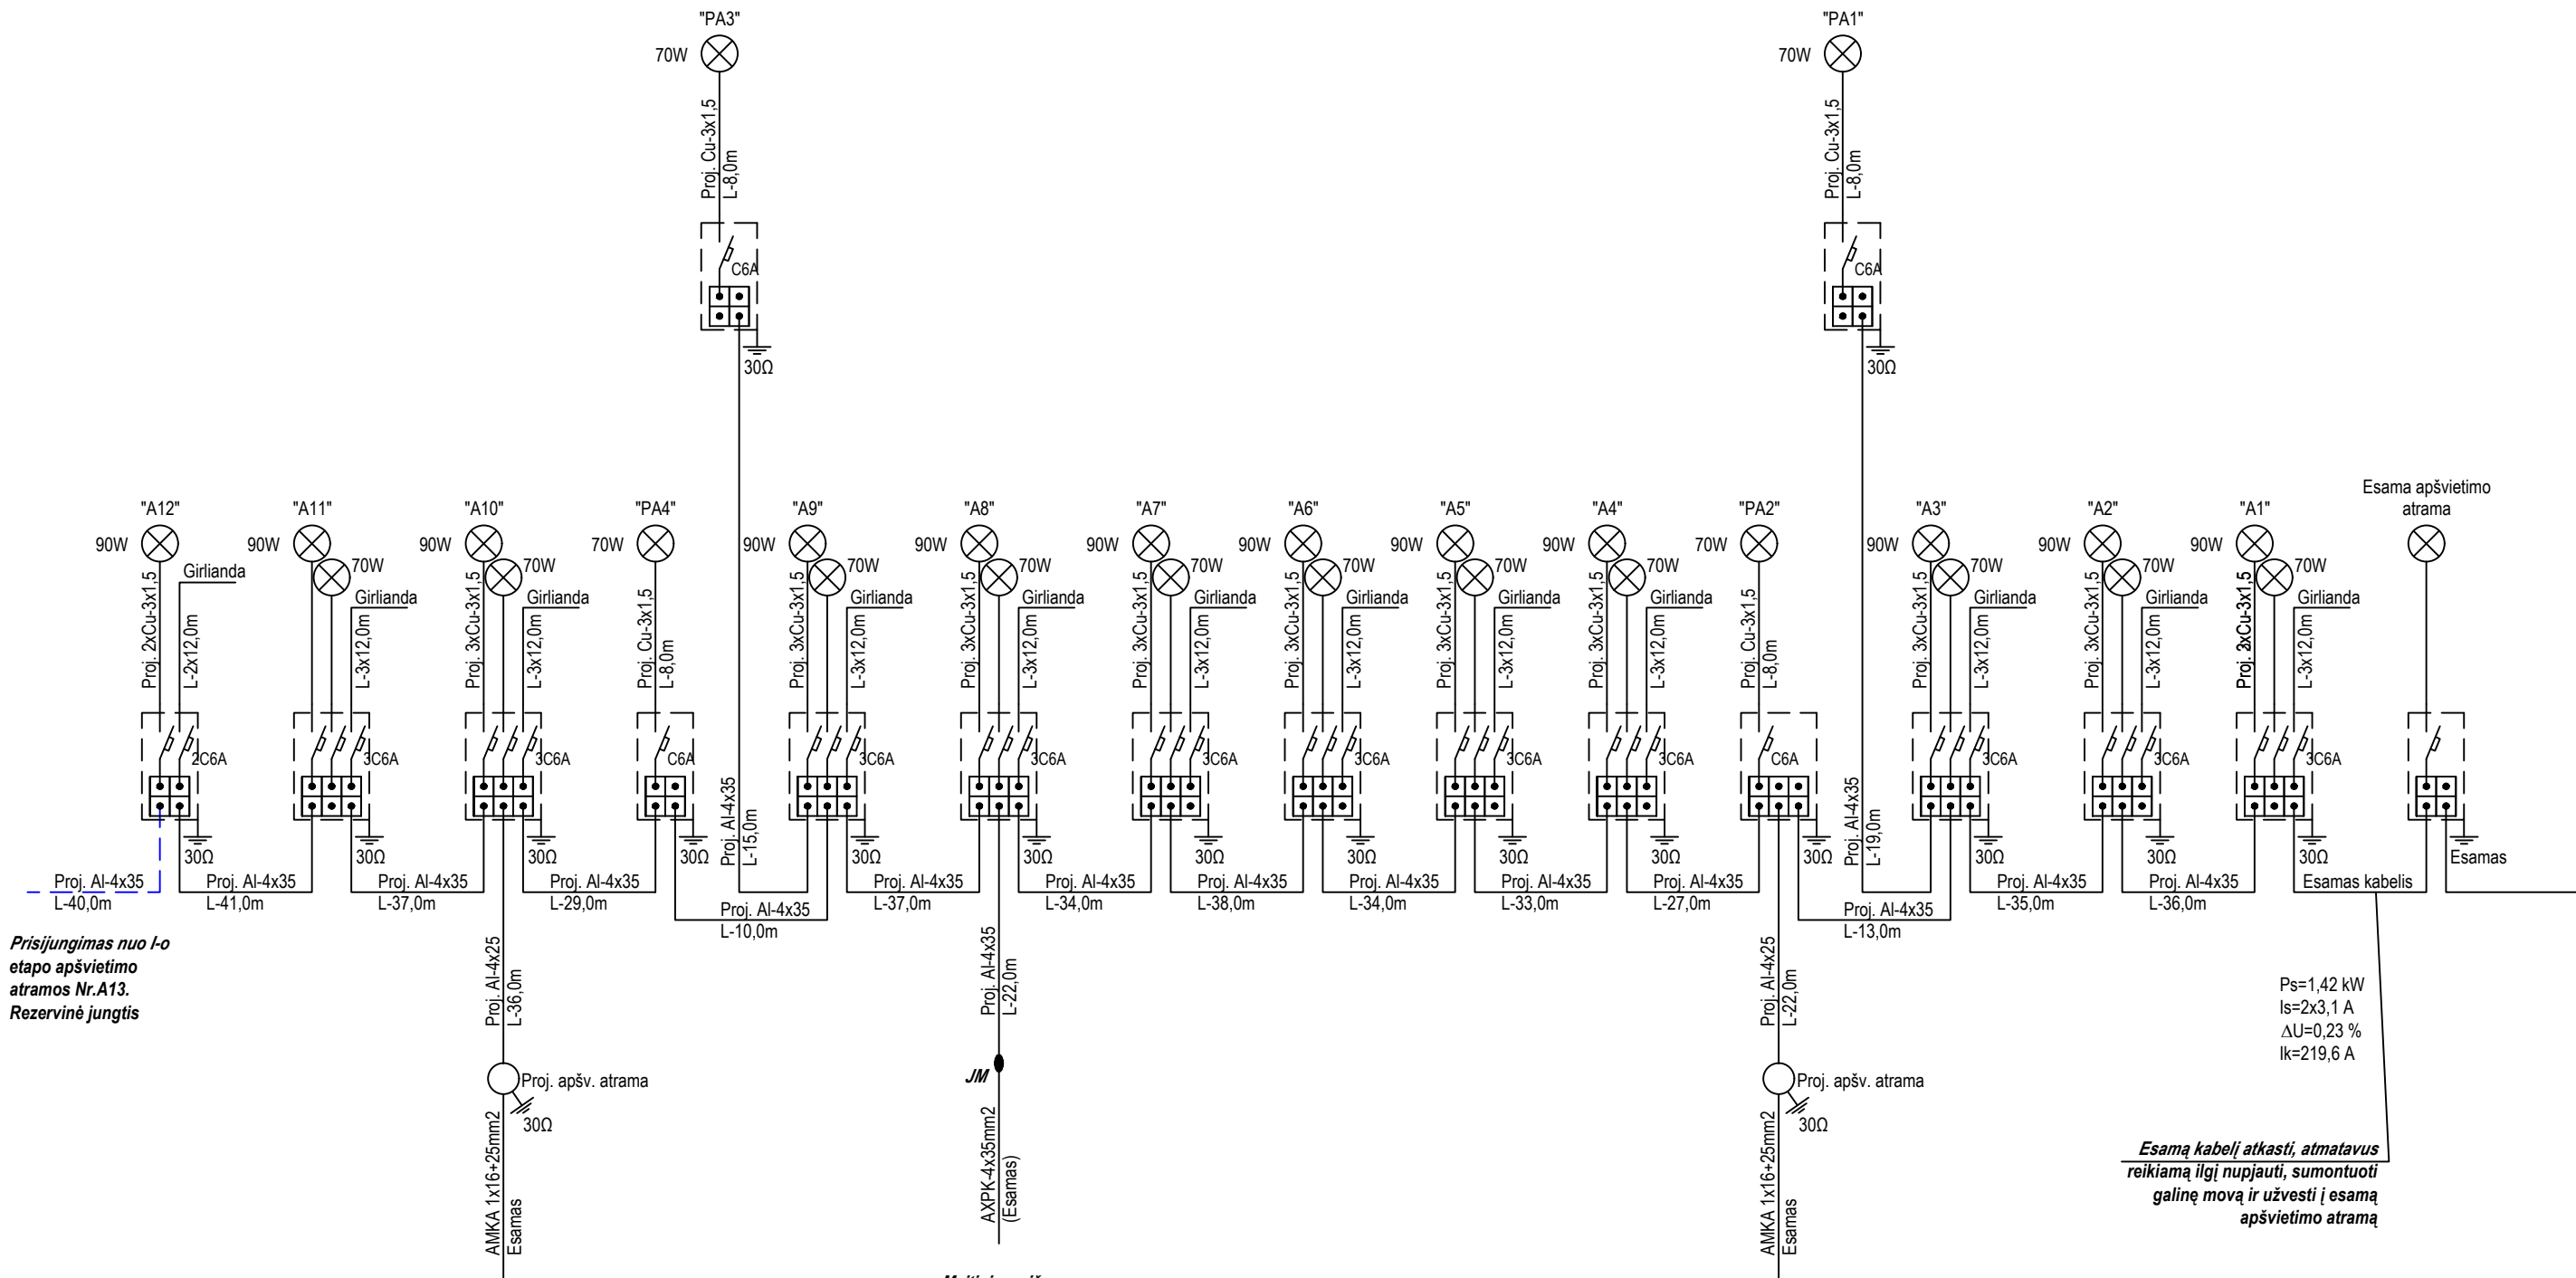 "PA3"
70W
Proj. Cu-3x1,5
L-8,0m
C6A
30Ω
"PA1"
70W
Proj. Cu-3x1,5
L-8,0m
C6A
30Ω
"A12"
90W
Proj. 2xCu-3x1,5
Girlianda
L-2x12,0m
2C6A
30Ω
"A11"
90W
70W
Girlianda
L-3x12,0m
3C6A
30Ω
"A10"
90W
70W
Proj. 3xCu-3x1,5
Girlianda
L-3x12,0m
3C6A
30Ω
"PA4"
70W
Proj. Cu-3x1,5
L-8,0m
C6A
30Ω
Proj. Al-4x35
L-15,0m
"A9"
90W
70W
Proj. 3xCu-3x1,5
Girlianda
L-3x12,0m
3C6A
30Ω
"A8"
90W
70W
Proj. 3xCu-3x1,5
Girlianda
L-3x12,0m
3C6A
30Ω
"A7"
90W
70W
Proj. 3xCu-3x1,5
Girlianda
L-3x12,0m
3C6A
30Ω
"A6"
90W
70W
Proj. 3xCu-3x1,5
Girlianda
L-3x12,0m
3C6A
30Ω
"A5"
90W
70W
Proj. 3xCu-3x1,5
Girlianda
L-3x12,0m
3C6A
30Ω
"A4"
90W
70W
Proj. 3xCu-3x1,5
Girlianda
L-3x12,0m
3C6A
30Ω
"PA2"
70W
Proj. Cu-3x1,5
L-8,0m
C6A
30Ω
Proj. Al-4x35
L-19,0m
"A3"
90W
70W
Proj. 3xCu-3x1,5
Girlianda
L-3x12,0m
3C6A
30Ω
"A2"
90W
70W
Proj. 3xCu-3x1,5
Girlianda
L-3x12,0m
3C6A
30Ω
"A1"
90W
70W
Proj.
Girlianda
L-3x12,0m
3C6A
30Ω
Esama apšvietimo
atrama
Esamas
Proj. Al-4x35
L-40,0m
Proj. Al-4x35
L-41,0m
Proj. Al-4x35
L-37,0m
Proj. Al-4x35
L-29,0m
Proj. Al-4x35
L-10,0m
Proj. Al-4x35
L-37,0m
Proj. Al-4x35
L-34,0m
Proj. Al-4x35
L-38,0m
Proj. Al-4x35
L-34,0m
Proj. Al-4x35
L-33,0m
Proj. Al-4x35
L-27,0m
Proj. Al-4x35
L-13,0m
Proj. Al-4x35
L-35,0m
Proj. Al-4x35
L-36,0m
Esamas kabelis
Prisijungimas nuo I-o
etapo apšvietimo
atramos Nr.A13.
Rezervinė jungtis
Proj. Al-4x25
L-36,0m
Proj. apšv. atrama
30Ω
AMKA 1x16+25mm2
Esamas
Proj. Al-4x35
L-22,0m
JM
AXPK-4x35mm2
(Esamas)
Proj. Al-4x25
L-22,0m
Proj. apšv. atrama
30Ω
AMKA 1x16+25mm2
Esamas
Ps=1,42 kW
Is=2x3,1 A
ΔU=0,23 %
Ik=219,6 A
Esamą kabelį atkasti, atmatavus
reikiamą ilgį nupjauti, sumontuoti
galinę movą ir užvesti į esamą
apšvietimo atramą